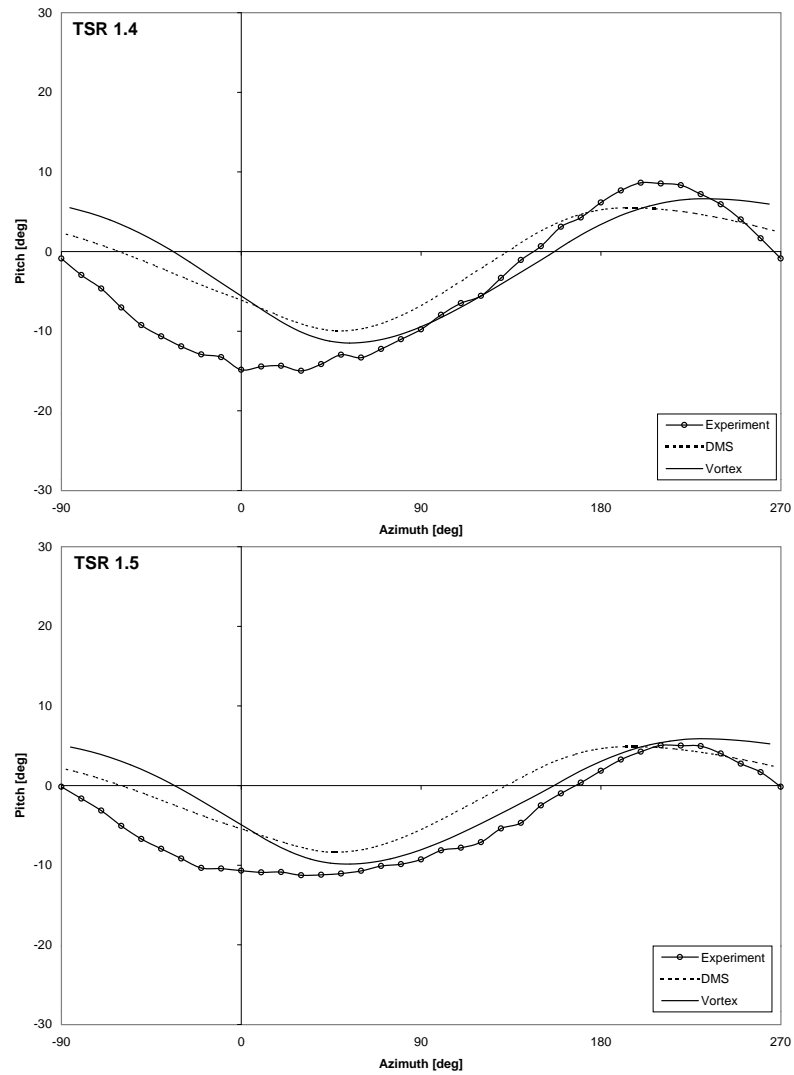 TSR 1.4
30
20
10
0
-10
-20
-30
Pitch [deg]
-90 0 90 180 270
Azimuth [deg]
Experiment
DMS
Vortex
TSR 1.5
30
20
10
0
-10
-20
-30
Pitch [deg]
-90 0 90 180 270
Azimuth [deg]
Experiment
DMS
Vortex